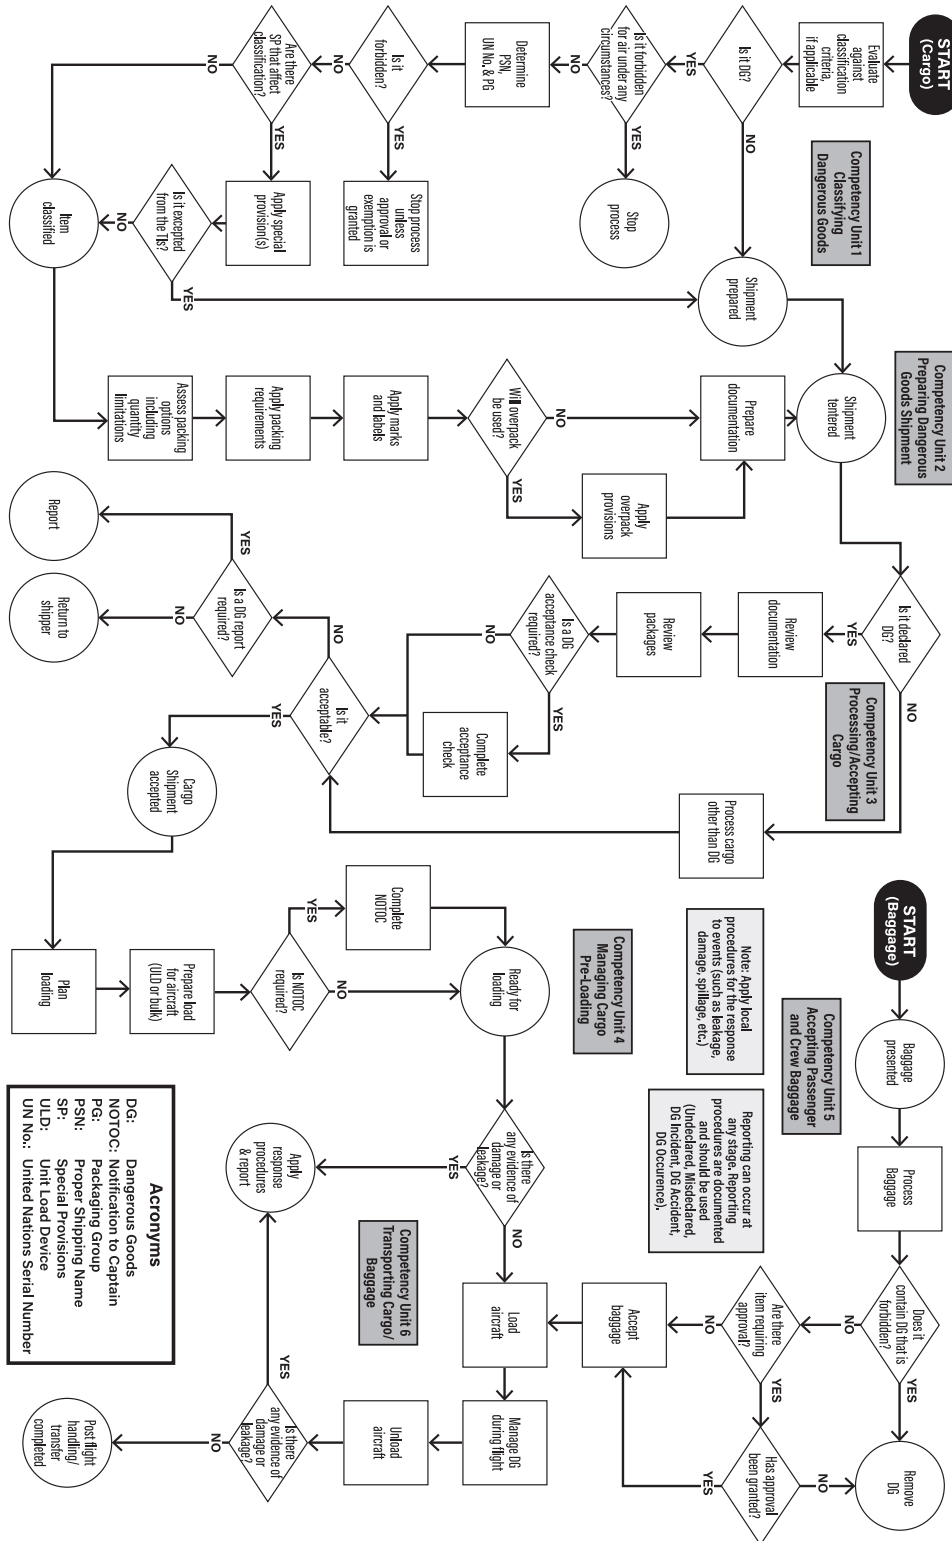 START
(Cargo)
Evaluate
against
classification
criteria,
if applicable
Is it DG?
YES
NO
Is it forbidden
for air under any
circumstances?
YES
NO
Stop
process
Determine
PSN,
UN No. & PG
Is it
forbidden?
YES
NO
Stop process
unless
approval or
exemption is
granted
Are there
SP that affect
classification?
YES
NO
Apply special
provision(s)
Is it excepted
from the TIs?
YES
NO
Item
classified
Competency Unit 1
Classifying
Dangerous Goods
Shipment
prepared
Competency Unit 2
Preparing Dangerous
Goods Shipment
Shipment
tentered
Prepare
documentation
Will overpack
be used?
NO
YES
Apply
overpack
provisions
Apply marks
and labels
Apply packing
requirements
Assess packing
options
including
quantity
limitations
Is it declared
DG?
YES
NO
Competency Unit 3
Processing/Accepting
Cargo
Review
documentation
Review
packages
Is a DG
acceptance check
required?
YES
NO
Complete
acceptance
check
Process cargo
other than DG
Is it
acceptable?
NO
YES
Is a DG report
required?
YES
NO
Report
Return to
shipper
Cargo
Shipment
accepted
Plan
loading
Prepare load
for aircraft
(ULD or bulk)
Is NOTOC
required?
YES
NO
Complete
NOTOC
Ready for
loading
Competency Unit 4
Managing Cargo
Pre-Loading
START
(Baggage)
Baggage
presented
Process
Baggage
Competency Unit 5
Accepting Passenger
and Crew Baggage
Note: Apply local
procedures for the response
to events (such as leakage,
damage, spillage, etc.)
Reporting can occur at
any stage. Reporting
procedures are documented
and should be used
(Undeclared, Misdeclared,
DG Incident, DG Accident,
DG Occurence).
Does it
contain DG that is
forbidden?
YES
NO
Remove
DG
Are there
item requiring
approval?
YES
NO
Has approval
been granted?
NO
YES
Accept
baggage
Is there
any evidence of
damage or
leakage?
YES
NO
Apply
response
procedures
& report
Competency Unit 6
Transporting Cargo/
Baggage
Load
aircraft
Manage DG
during flight
Unload
aircraft
Is there
any evidence of
damage or
leakage?
YES
NO
Post flight
handling/
transfer
completed
Acronyms
DG: Dangerous Goods
NOTOC: Notification to Captain
PG: Packaging Group
PSN: Proper Shipping Name
SP: Special Provisions
ULD: Unit Load Device
UN No.: United Nations Serial Number